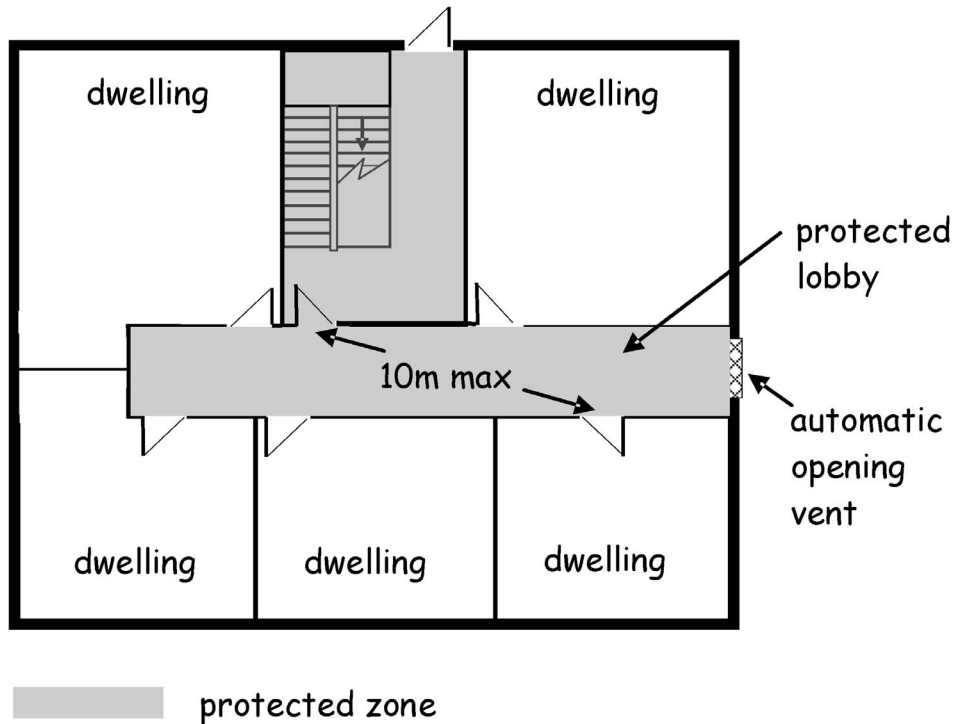 dwelling
dwelling
protected
lobby
10m max
automatic
opening
vent
dwelling
dwelling
dwelling
protected zone